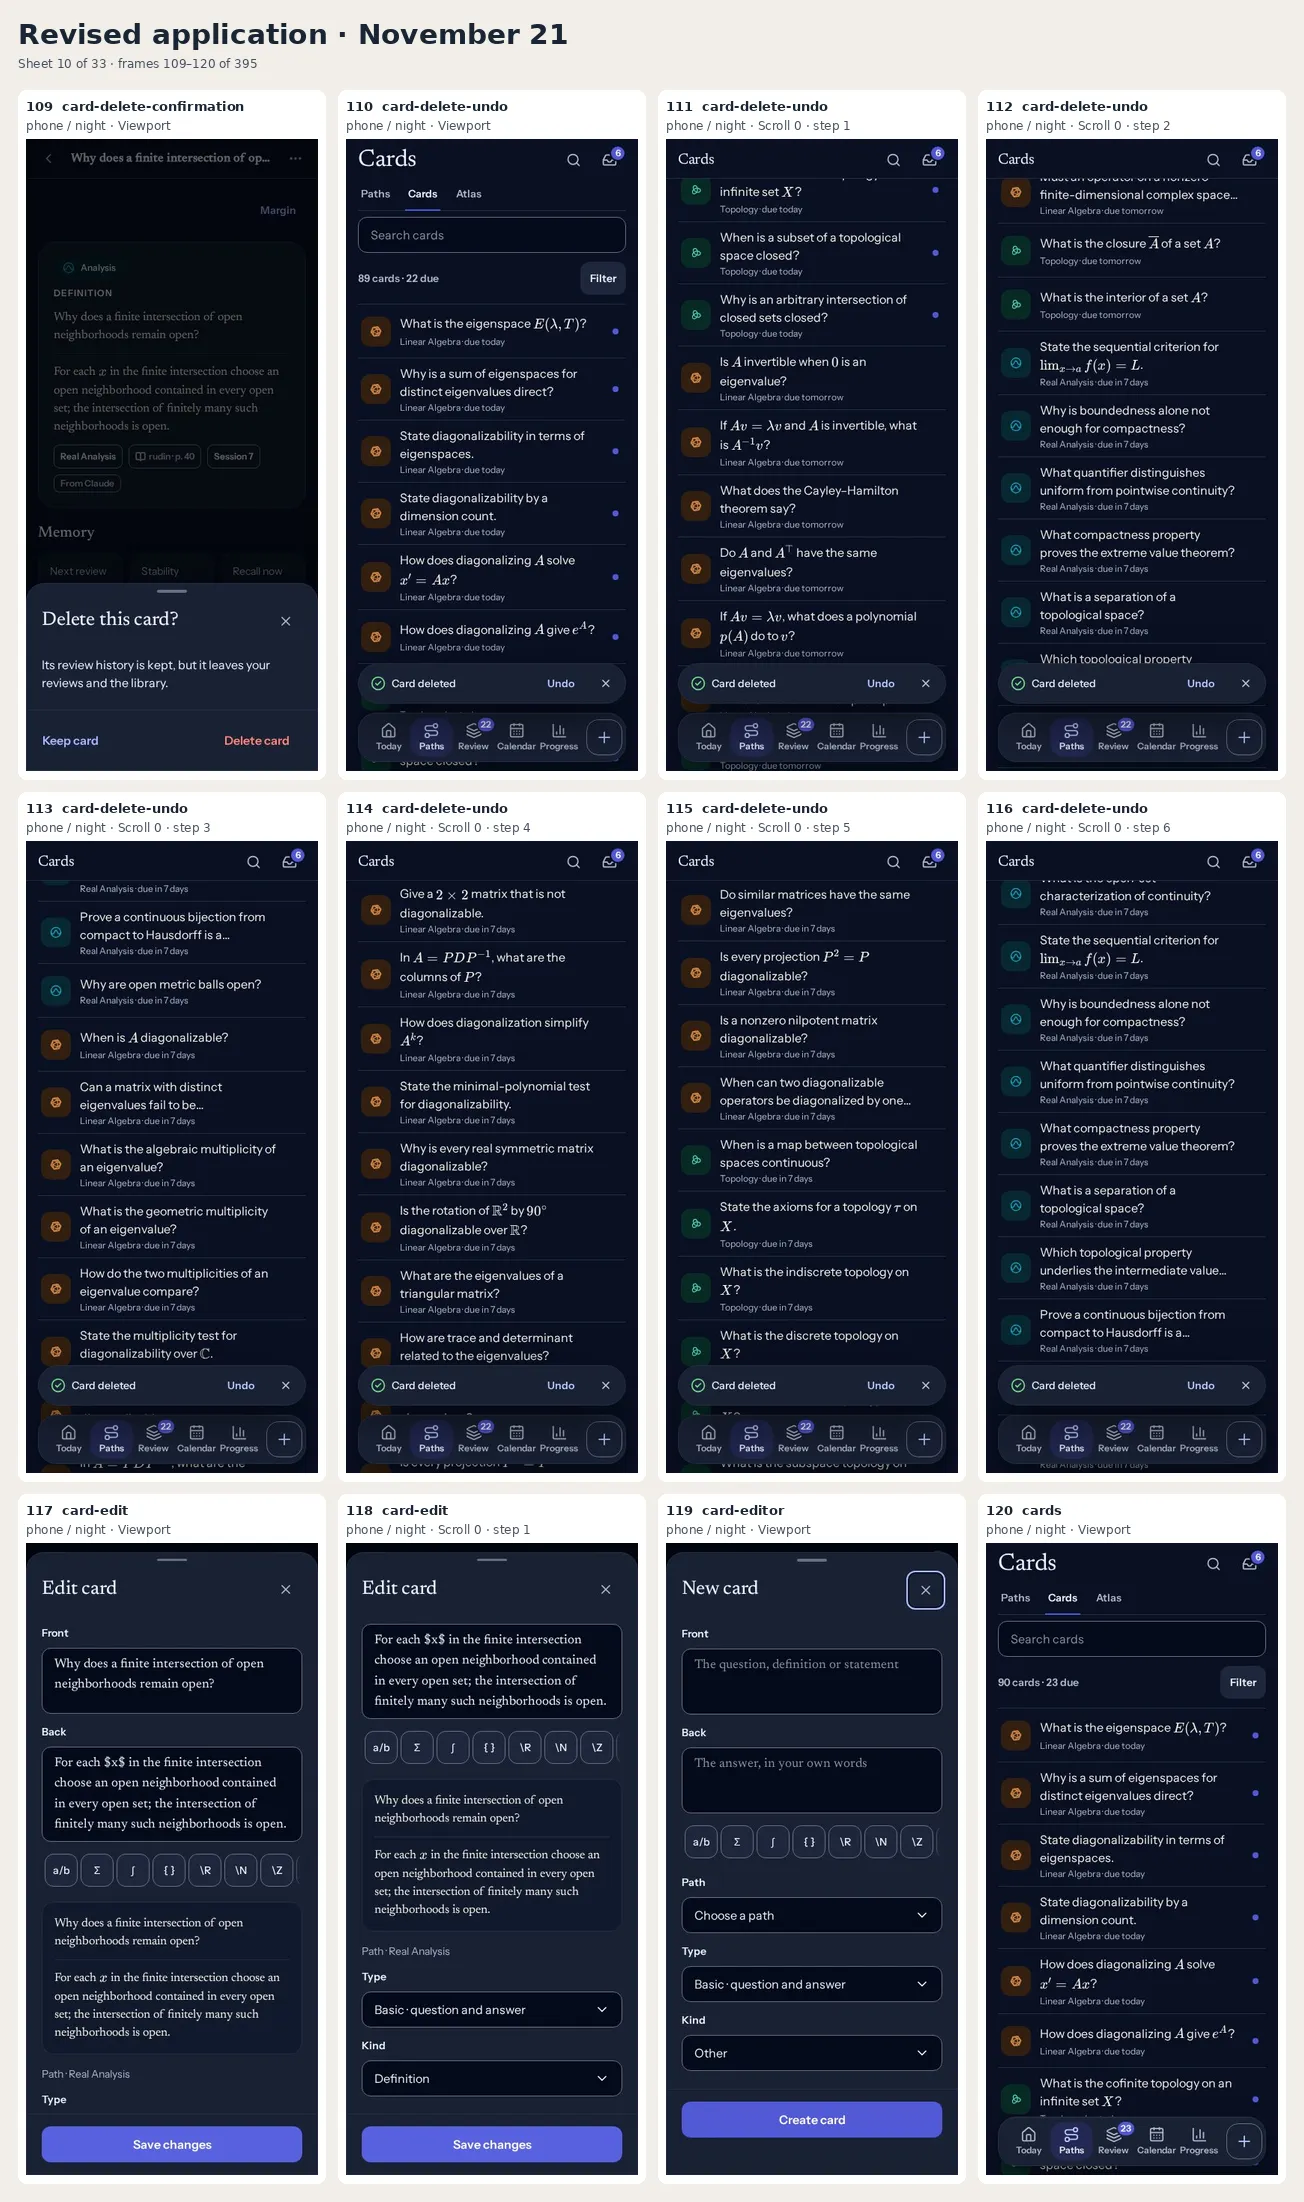 Revised application · November 21
Sheet 10 of 33 · frames 109–120 of 395
109 card-delete-confirmation
phone / night · Viewport
Why does a finite intersection of op...
Margin
Analysis
DEFINITION
Why does a finite intersection of open
neighborhoods remain open?
For each x in the finite intersection choose an
open neighborhood contained in every open
set; the intersection of finitely many such
neighborhoods is open.
Real Analysis
rudin · p. 40
Session 7
From Claude
Memory
Next review
Stability
Recall now
Delete this card?
Its review history is kept, but it leaves your
reviews and the library.
Keep card
Delete card
110 card-delete-undo
phone / night · Viewport
Cards
6
Paths
Cards
Atlas
Search cards
89 cards · 22 due
Filter
What is the eigenspace E(λ, T)?
Linear Algebra · due today
Why is a sum of eigenspaces for
distinct eigenvalues direct?
Linear Algebra · due today
State diagonalizability in terms of
eigenspaces.
Linear Algebra · due today
State diagonalizability by a
dimension count.
Linear Algebra · due today
How does diagonalizing A solve
x′ = Ax?
Linear Algebra · due today
How does diagonalizing A give e^A?
Linear Algebra · due today
Card deleted
Undo
22
Today
Paths
Review
Calendar
Progress
space closed?
111 card-delete-undo
phone / night · Scroll 0 · step 1
Cards
6
infinite set X?
Topology · due today
When is a subset of a topological
space closed?
Topology · due today
Why is an arbitrary intersection of
closed sets closed?
Topology · due today
Is A invertible when 0 is an
eigenvalue?
Linear Algebra · due tomorrow
If Av = λv and A is invertible, what
is A⁻¹v?
Linear Algebra · due tomorrow
What does the Cayley–Hamilton
theorem say?
Linear Algebra · due tomorrow
Do A and A⊤ have the same
eigenvalues?
Linear Algebra · due tomorrow
If Av = λv, what does a polynomial
p(A) do to v?
Linear Algebra · due tomorrow
Card deleted
Undo
22
Today
Paths
Review
Calendar
Progress
Topology · due tomorrow
112 card-delete-undo
phone / night · Scroll 0 · step 2
Cards
6
Must an operator on a nonzero
finite-dimensional complex space...
Linear Algebra · due tomorrow
What is the closure A̅ of a set A?
Topology · due tomorrow
What is the interior of a set A?
Topology · due tomorrow
State the sequential criterion for
lim x→a f(x) = L.
Real Analysis · due in 7 days
Why is boundedness alone not
enough for compactness?
Real Analysis · due in 7 days
What quantifier distinguishes
uniform from pointwise continuity?
Real Analysis · due in 7 days
What compactness property
proves the extreme value theorem?
Real Analysis · due in 7 days
What is a separation of a
topological space?
Real Analysis · due in 7 days
Which topological property
Card deleted
Undo
22
Today
Paths
Review
Calendar
Progress
113 card-delete-undo
phone / night · Scroll 0 · step 3
Cards
6
Real Analysis · due in 7 days
Prove a continuous bijection from
compact to Hausdorff is a...
Real Analysis · due in 7 days
Why are open metric balls open?
Real Analysis · due in 7 days
When is A diagonalizable?
Linear Algebra · due in 7 days
Can a matrix with distinct
eigenvalues fail to be...
Linear Algebra · due in 7 days
What is the algebraic multiplicity of
an eigenvalue?
Linear Algebra · due in 7 days
What is the geometric multiplicity
of an eigenvalue?
Linear Algebra · due in 7 days
How do the two multiplicities of an
eigenvalue compare?
Linear Algebra · due in 7 days
State the multiplicity test for
diagonalizability over ℂ.
Card deleted
Undo
22
Today
Paths
Review
Calendar
Progress
In A = PDP , what are the
114 card-delete-undo
phone / night · Scroll 0 · step 4
Cards
6
Give a 2 × 2 matrix that is not
diagonalizable.
Linear Algebra · due in 7 days
In A = PDP⁻¹, what are the
columns of P?
Linear Algebra · due in 7 days
How does diagonalization simplify
A^k?
Linear Algebra · due in 7 days
State the minimal-polynomial test
for diagonalizability.
Linear Algebra · due in 7 days
Why is every real symmetric matrix
diagonalizable?
Linear Algebra · due in 7 days
Is the rotation of ℝ² by 90°
diagonalizable over ℝ?
Linear Algebra · due in 7 days
What are the eigenvalues of a
triangular matrix?
Linear Algebra · due in 7 days
How are trace and determinant
related to the eigenvalues?
Card deleted
Undo
22
Today
Paths
Review
Calendar
Progress
Is every projection
115 card-delete-undo
phone / night · Scroll 0 · step 5
Cards
6
Do similar matrices have the same
eigenvalues?
Linear Algebra · due in 7 days
Is every projection P² = P
diagonalizable?
Linear Algebra · due in 7 days
Is a nonzero nilpotent matrix
diagonalizable?
Linear Algebra · due in 7 days
When can two diagonalizable
operators be diagonalized by one...
Linear Algebra · due in 7 days
When is a map between topological
spaces continuous?
Topology · due in 7 days
State the axioms for a topology τ on
X.
Topology · due in 7 days
What is the indiscrete topology on
X?
Topology · due in 7 days
What is the discrete topology on
X?
Card deleted
Undo
22
Today
Paths
Review
Calendar
Progress
What is the subspace topology on
116 card-delete-undo
phone / night · Scroll 0 · step 6
Cards
6
characterization of continuity?
Real Analysis · due in 7 days
State the sequential criterion for
lim x→a f(x) = L.
Real Analysis · due in 7 days
Why is boundedness alone not
enough for compactness?
Real Analysis · due in 7 days
What quantifier distinguishes
uniform from pointwise continuity?
Real Analysis · due in 7 days
What compactness property
proves the extreme value theorem?
Real Analysis · due in 7 days
What is a separation of a
topological space?
Real Analysis · due in 7 days
Which topological property
underlies the intermediate value...
Real Analysis · due in 7 days
Prove a continuous bijection from
compact to Hausdorff is a...
Real Analysis · due in 7 days
Card deleted
Undo
22
Today
Paths
Review
Calendar
Progress
Real Analysis · due in 7 days
117 card-edit
phone / night · Viewport
Edit card
Front
Why does a finite intersection of open
neighborhoods remain open?
Back
For each $x$ in the finite intersection
choose an open neighborhood contained
in every open set; the intersection of
finitely many such neighborhoods is open.
a/b Σ ∫ { } \R \N \Z
Why does a finite intersection of open
neighborhoods remain open?
For each x in the finite intersection choose an
open neighborhood contained in every open
set; the intersection of finitely many such
neighborhoods is open.
Path · Real Analysis
Type
Save changes
118 card-edit
phone / night · Scroll 0 · step 1
Edit card
For each $x$ in the finite intersection
choose an open neighborhood contained
in every open set; the intersection of
finitely many such neighborhoods is open.
a/b Σ ∫ { } \R \N \Z
Why does a finite intersection of open
neighborhoods remain open?
For each x in the finite intersection choose an
open neighborhood contained in every open
set; the intersection of finitely many such
neighborhoods is open.
Path · Real Analysis
Type
Basic · question and answer
Kind
Definition
Save changes
119 card-editor
phone / night · Viewport
New card
Front
The question, definition or statement
Back
The answer, in your own words
a/b Σ ∫ { } \R \N \Z
Path
Choose a path
Type
Basic · question and answer
Kind
Other
Create card
120 cards
phone / night · Viewport
Cards
6
Paths
Cards
Atlas
Search cards
90 cards · 23 due
Filter
What is the eigenspace E(λ, T)?
Linear Algebra · due today
Why is a sum of eigenspaces for
distinct eigenvalues direct?
Linear Algebra · due today
State diagonalizability in terms of
eigenspaces.
Linear Algebra · due today
State diagonalizability by a
dimension count.
Linear Algebra · due today
How does diagonalizing A solve
x′ = Ax?
Linear Algebra · due today
How does diagonalizing A give e^A?
Linear Algebra · due today
What is the cofinite topology on an
infinite set X?
23
Today
Paths
Review
Calendar
Progress
space closed?